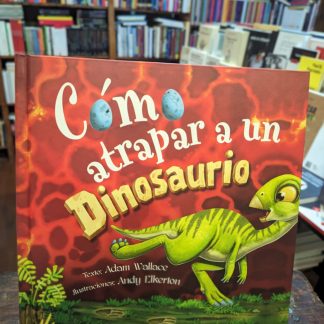 Cómo
atrapar a un
Dinosaurio
Texto: Adam Wallace
Ilustraciones: Andy Elkerton